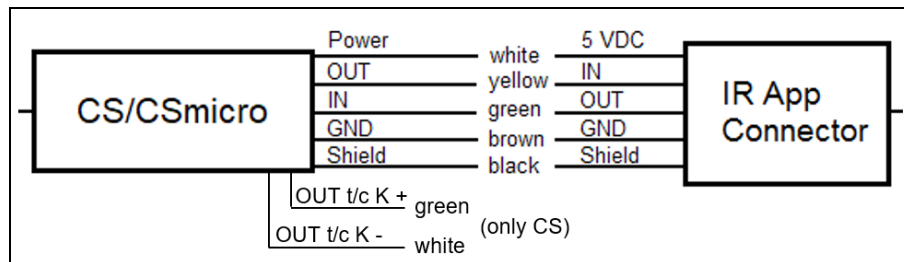 Power white 5 VDC
OUT yellow IN
CS/CSmicro IN green OUT IR App Connector
GND brown GND
Shield black Shield
OUT t/c K + green
(only CS)
OUT t/c K - white